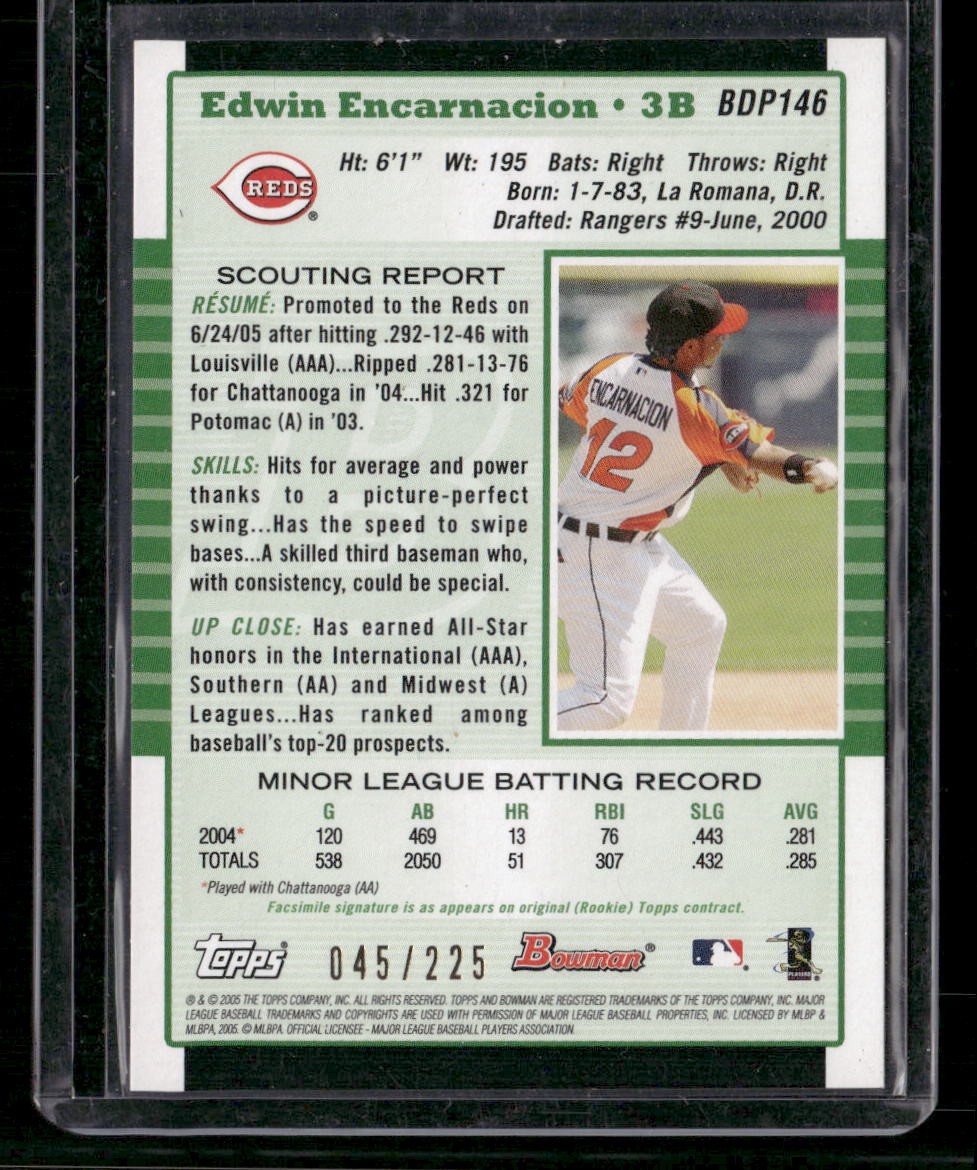 Edwin Encarnacion • 3B BDP146
REDS ®
Ht: 6'1" Wt: 195 Bats: Right Throws: Right
Born: 1-7-83, La Romana, D.R.
Drafted: Rangers #9-June, 2000
SCOUTING REPORT
RÉSUMÉ: Promoted to the Reds on
6/24/05 after hitting .292-12-46 with
Louisville (AAA)...Ripped .281-13-76
for Chattanooga in '04...Hit .321 for
Potomac (A) in '03.
SKILLS: Hits for average and power
thanks to a picture-perfect
swing...Has the speed to swipe
bases...A skilled third baseman who,
with consistency, could be special.
UP CLOSE: Has earned All-Star
honors in the International (AAA),
Southern (AA) and Midwest (A)
Leagues...Has ranked among
baseball's top-20 prospects.
ENCARNACION
12
REDS
MINOR LEAGUE BATTING RECORD
G AB HR RBI SLG AVG
2004* 120 469 13 76 .443 .281
TOTALS 538 2050 51 307 .432 .285
*Played with Chattanooga (AA)
Facsimile signature is as appears on original (Rookie) Topps contract.
Topps® 045/225 Bowman® ® PLAYERS ®
® & © 2005 THE TOPPS COMPANY, INC. ALL RIGHTS RESERVED. TOPPS AND BOWMAN ARE REGISTERED TRADEMARKS OF THE TOPPS COMPANY, INC. MAJOR
LEAGUE BASEBALL TRADEMARKS AND COPYRIGHTS ARE USED WITH PERMISSION OF MAJOR LEAGUE BASEBALL PROPERTIES, INC. LICENSED BY MLBP &
MLBPA, 2005. © MLBPA. OFFICIAL LICENSEE - MAJOR LEAGUE BASEBALL PLAYERS ASSOCIATION.